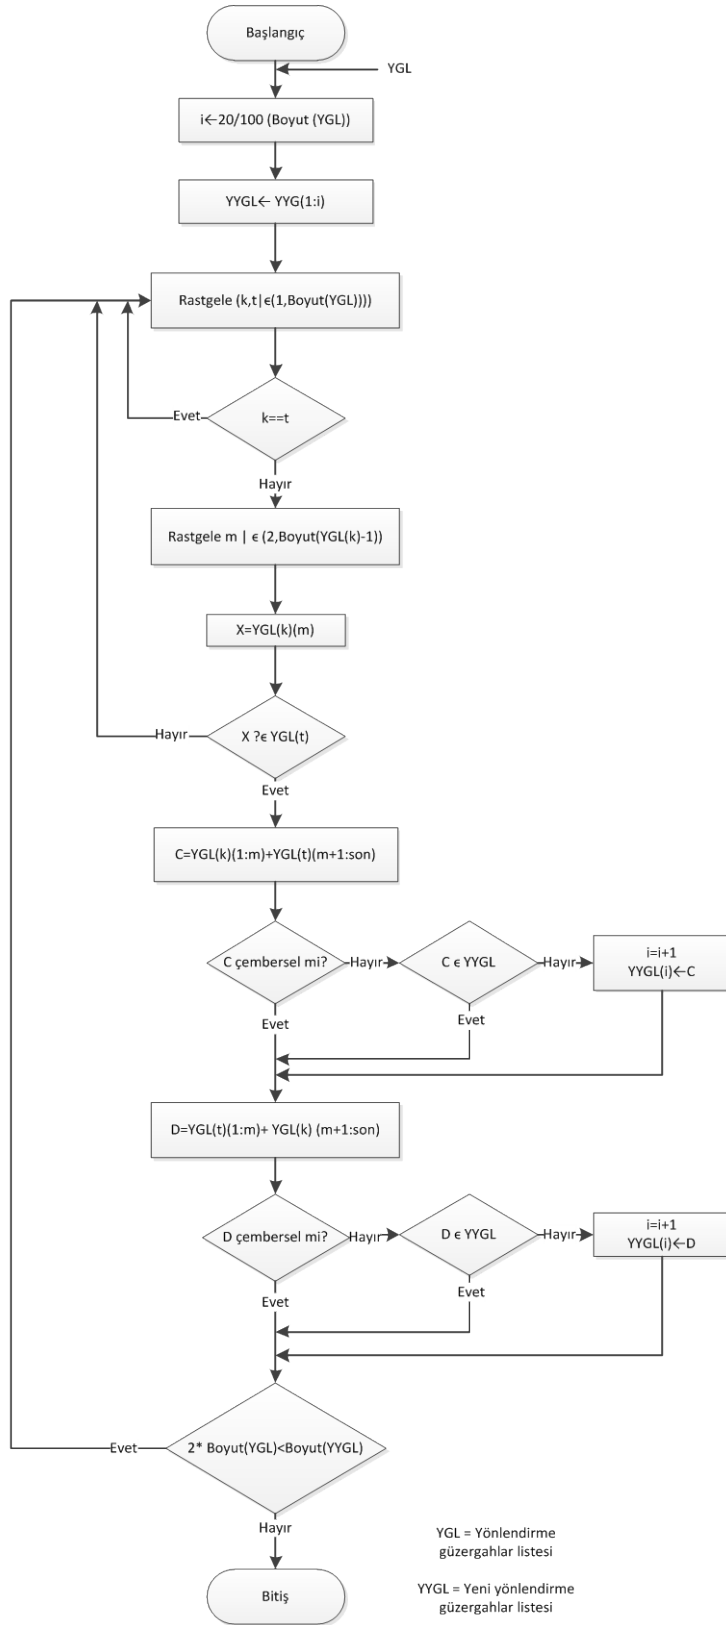 Başlangıç
YGL
i←20/100 (Boyut (YGL))
YYGL← YYG(1:i)
Rastgele (k,t|ϵ(1,Boyut(YGL))))
k==t
Evet
Hayır
Rastgele m | ϵ (2,Boyut(YGL(k)-1))
X=YGL(k)(m)
X ?ϵ YGL(t)
Hayır
Evet
C=YGL(k)(1:m)+YGL(t)(m+1:son)
C çembersel mi?
Hayır
C ϵ YYGL
Hayır
i=i+1
YYGL(i)←C
Evet
Evet
D=YGL(t)(1:m)+ YGL(k) (m+1:son)
D çembersel mi?
Hayır
D ϵ YYGL
Hayır
i=i+1
YYGL(i)←D
Evet
Evet
2* Boyut(YGL)<Boyut(YYGL)
Evet
Hayır
Bitiş
YGL = Yönlendirme
güzergahlar listesi
YYGL = Yeni yönlendirme
güzergahlar listesi